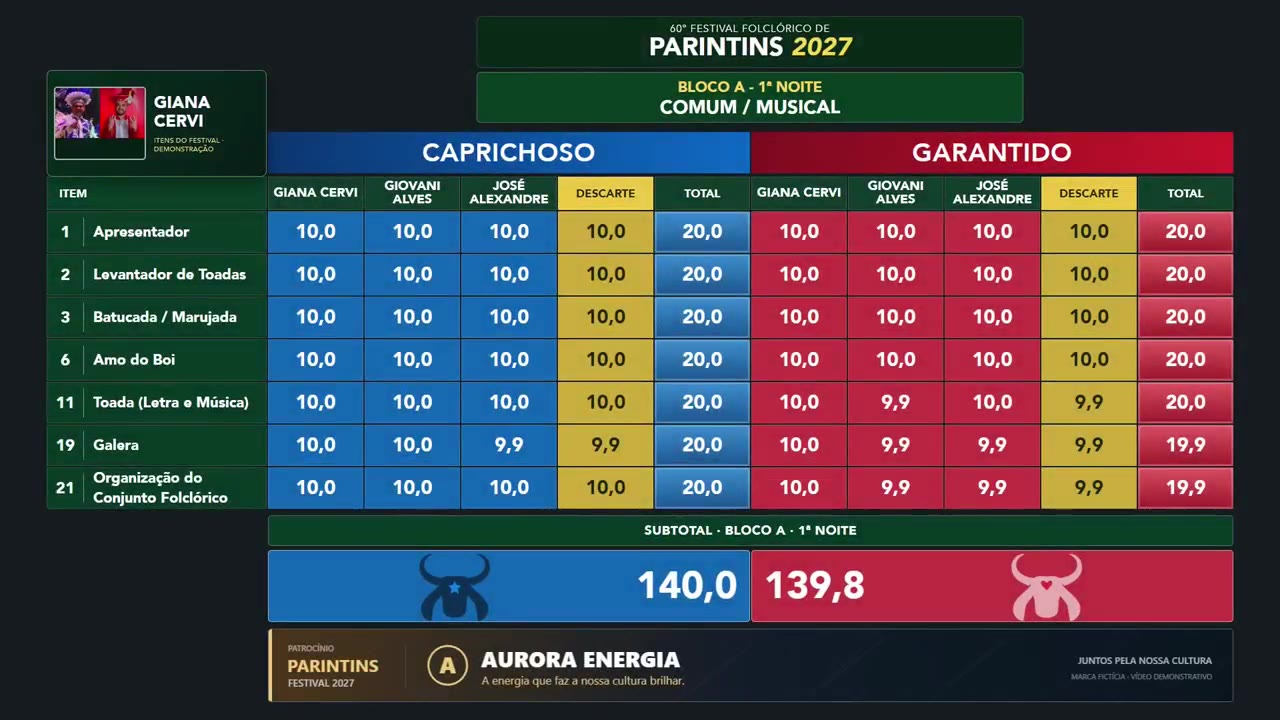 60º FESTIVAL FOLCLÓRICO DE
PARINTINS 2027
BLOCO A - 1ª NOITE
COMUM / MUSICAL
GIANA
CERVI
ITENS DO FESTIVAL ·
DEMONSTRAÇÃO
CAPRICHOSO GARANTIDO
ITEM GIANA CERVI GIOVANI ALVES JOSÉ ALEXANDRE DESCARTE TOTAL GIANA CERVI GIOVANI ALVES JOSÉ ALEXANDRE DESCARTE TOTAL
1 Apresentador 10,0 10,0 10,0 10,0 20,0 10,0 10,0 10,0 10,0 20,0
2 Levantador de Toadas 10,0 10,0 10,0 10,0 20,0 10,0 10,0 10,0 10,0 20,0
3 Batucada / Marujada 10,0 10,0 10,0 10,0 20,0 10,0 10,0 10,0 10,0 20,0
6 Amo do Boi 10,0 10,0 10,0 10,0 20,0 10,0 10,0 10,0 10,0 20,0
11 Toada (Letra e Música) 10,0 10,0 10,0 10,0 20,0 10,0 9,9 10,0 9,9 20,0
19 Galera 10,0 10,0 9,9 9,9 20,0 10,0 9,9 9,9 9,9 19,9
21 Organização do Conjunto Folclórico 10,0 10,0 10,0 10,0 20,0 10,0 9,9 9,9 9,9 19,9
SUBTOTAL · BLOCO A · 1ª NOITE
140,0 139,8
PATROCÍNIO
PARINTINS
FESTIVAL 2027
A
AURORA ENERGIA
A energia que faz a nossa cultura brilhar.
JUNTOS PELA NOSSA CULTURA
MARCA FICTÍCIA · VÍDEO DEMONSTRATIVO